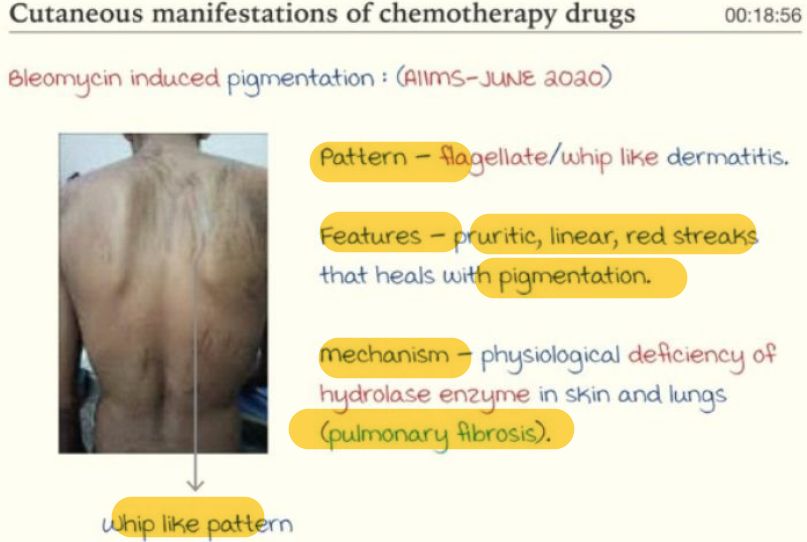 Cutaneous manifestations of chemotherapy drugs 00:18:56
Bleomycin induced pigmentation : (AIIMS-JUNE 2020)
Pattern – flagellate/whip like dermatitis.
Features – pruritic, linear, red streaks
that heals with pigmentation.
mechanism – physiological deficiency of
hydrolase enzyme in skin and lungs
(pulmonary fibrosis).
Whip like pattern